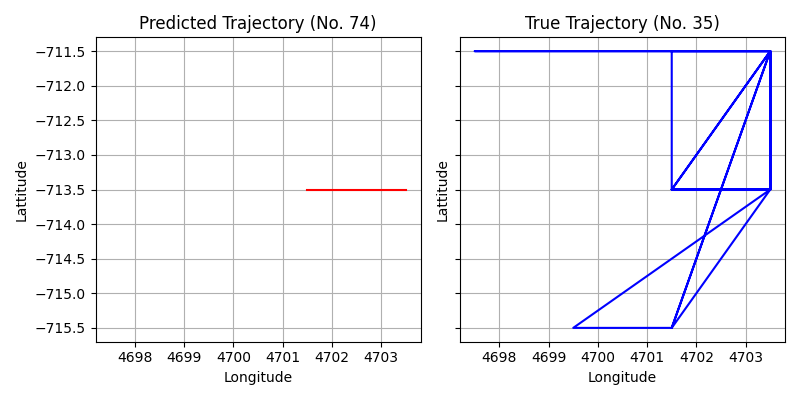 Predicted Trajectory (No. 74)
True Trajectory (No. 35)
−711.5
−712.0
−712.5
−713.0
−713.5
−714.0
−714.5
−715.0
−715.5
Lattitude
Lattitude
4698 4699 4700 4701 4702 4703
4698 4699 4700 4701 4702 4703
Longitude
Longitude